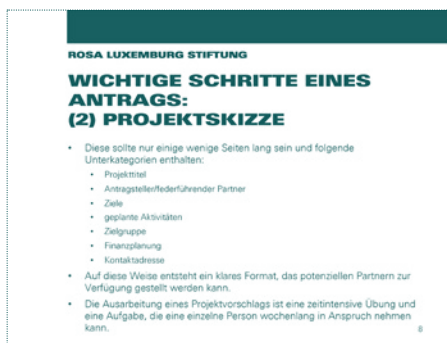 ROSA LUXEMBURG STIFTUNG
WICHTIGE SCHRITTE EINES
ANTRAGS:
(2) PROJEKTSKIZZE
• Diese sollte nur einige wenige Seiten lang sein und folgende
Unterkategorien enthalten:
• Projekttitel
• Antragsteller/federführender Partner
• Ziele
• geplante Aktivitäten
• Zielgruppe
• Finanzplanung
• Kontaktadresse
• Auf diese Weise entsteht ein klares Format, das potenziellen Partnern zur
Verfügung gestellt werden kann.
• Die Ausarbeitung eines Projektvorschlags ist eine zeitintensive Übung und
eine Aufgabe, die eine einzelne Person wochenlang in Anspruch nehmen
kann.
8